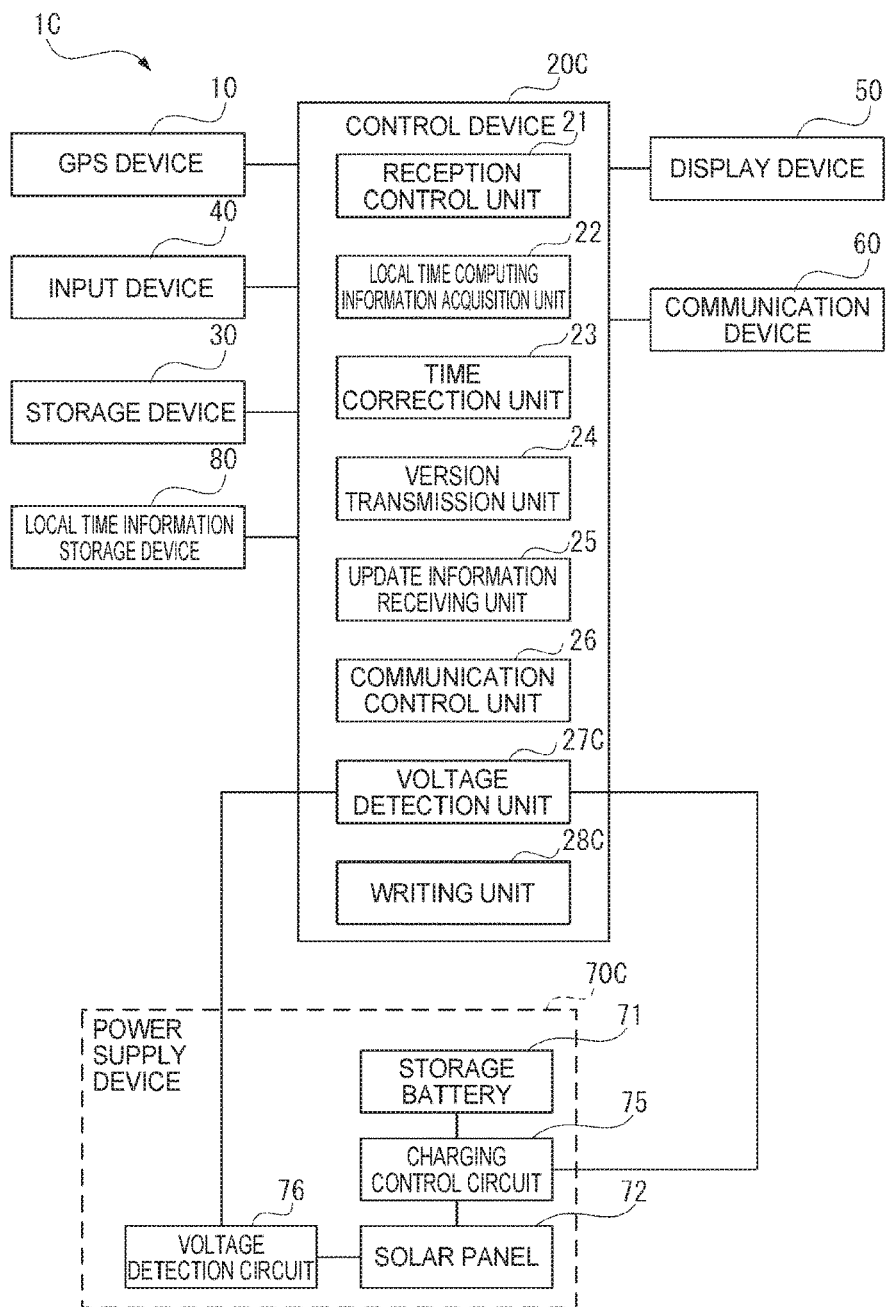 1C
10
GPS DEVICE
40
INPUT DEVICE
30
STORAGE DEVICE
80
LOCAL TIME INFORMATION
STORAGE DEVICE
20C
CONTROL DEVICE
21
RECEPTION
CONTROL UNIT
22
LOCAL TIME COMPUTING
INFORMATION ACQUISITION UNIT
23
TIME
CORRECTION UNIT
24
VERSION
TRANSMISSION UNIT
25
UPDATE INFORMATION
RECEIVING UNIT
26
COMMUNICATION
CONTROL UNIT
27C
VOLTAGE
DETECTION UNIT
28C
WRITING UNIT
50
DISPLAY DEVICE
60
COMMUNICATION
DEVICE
70C
POWER
SUPPLY
DEVICE
71
STORAGE
BATTERY
75
CHARGING
CONTROL CIRCUIT
76
VOLTAGE
DETECTION CIRCUIT
72
SOLAR PANEL